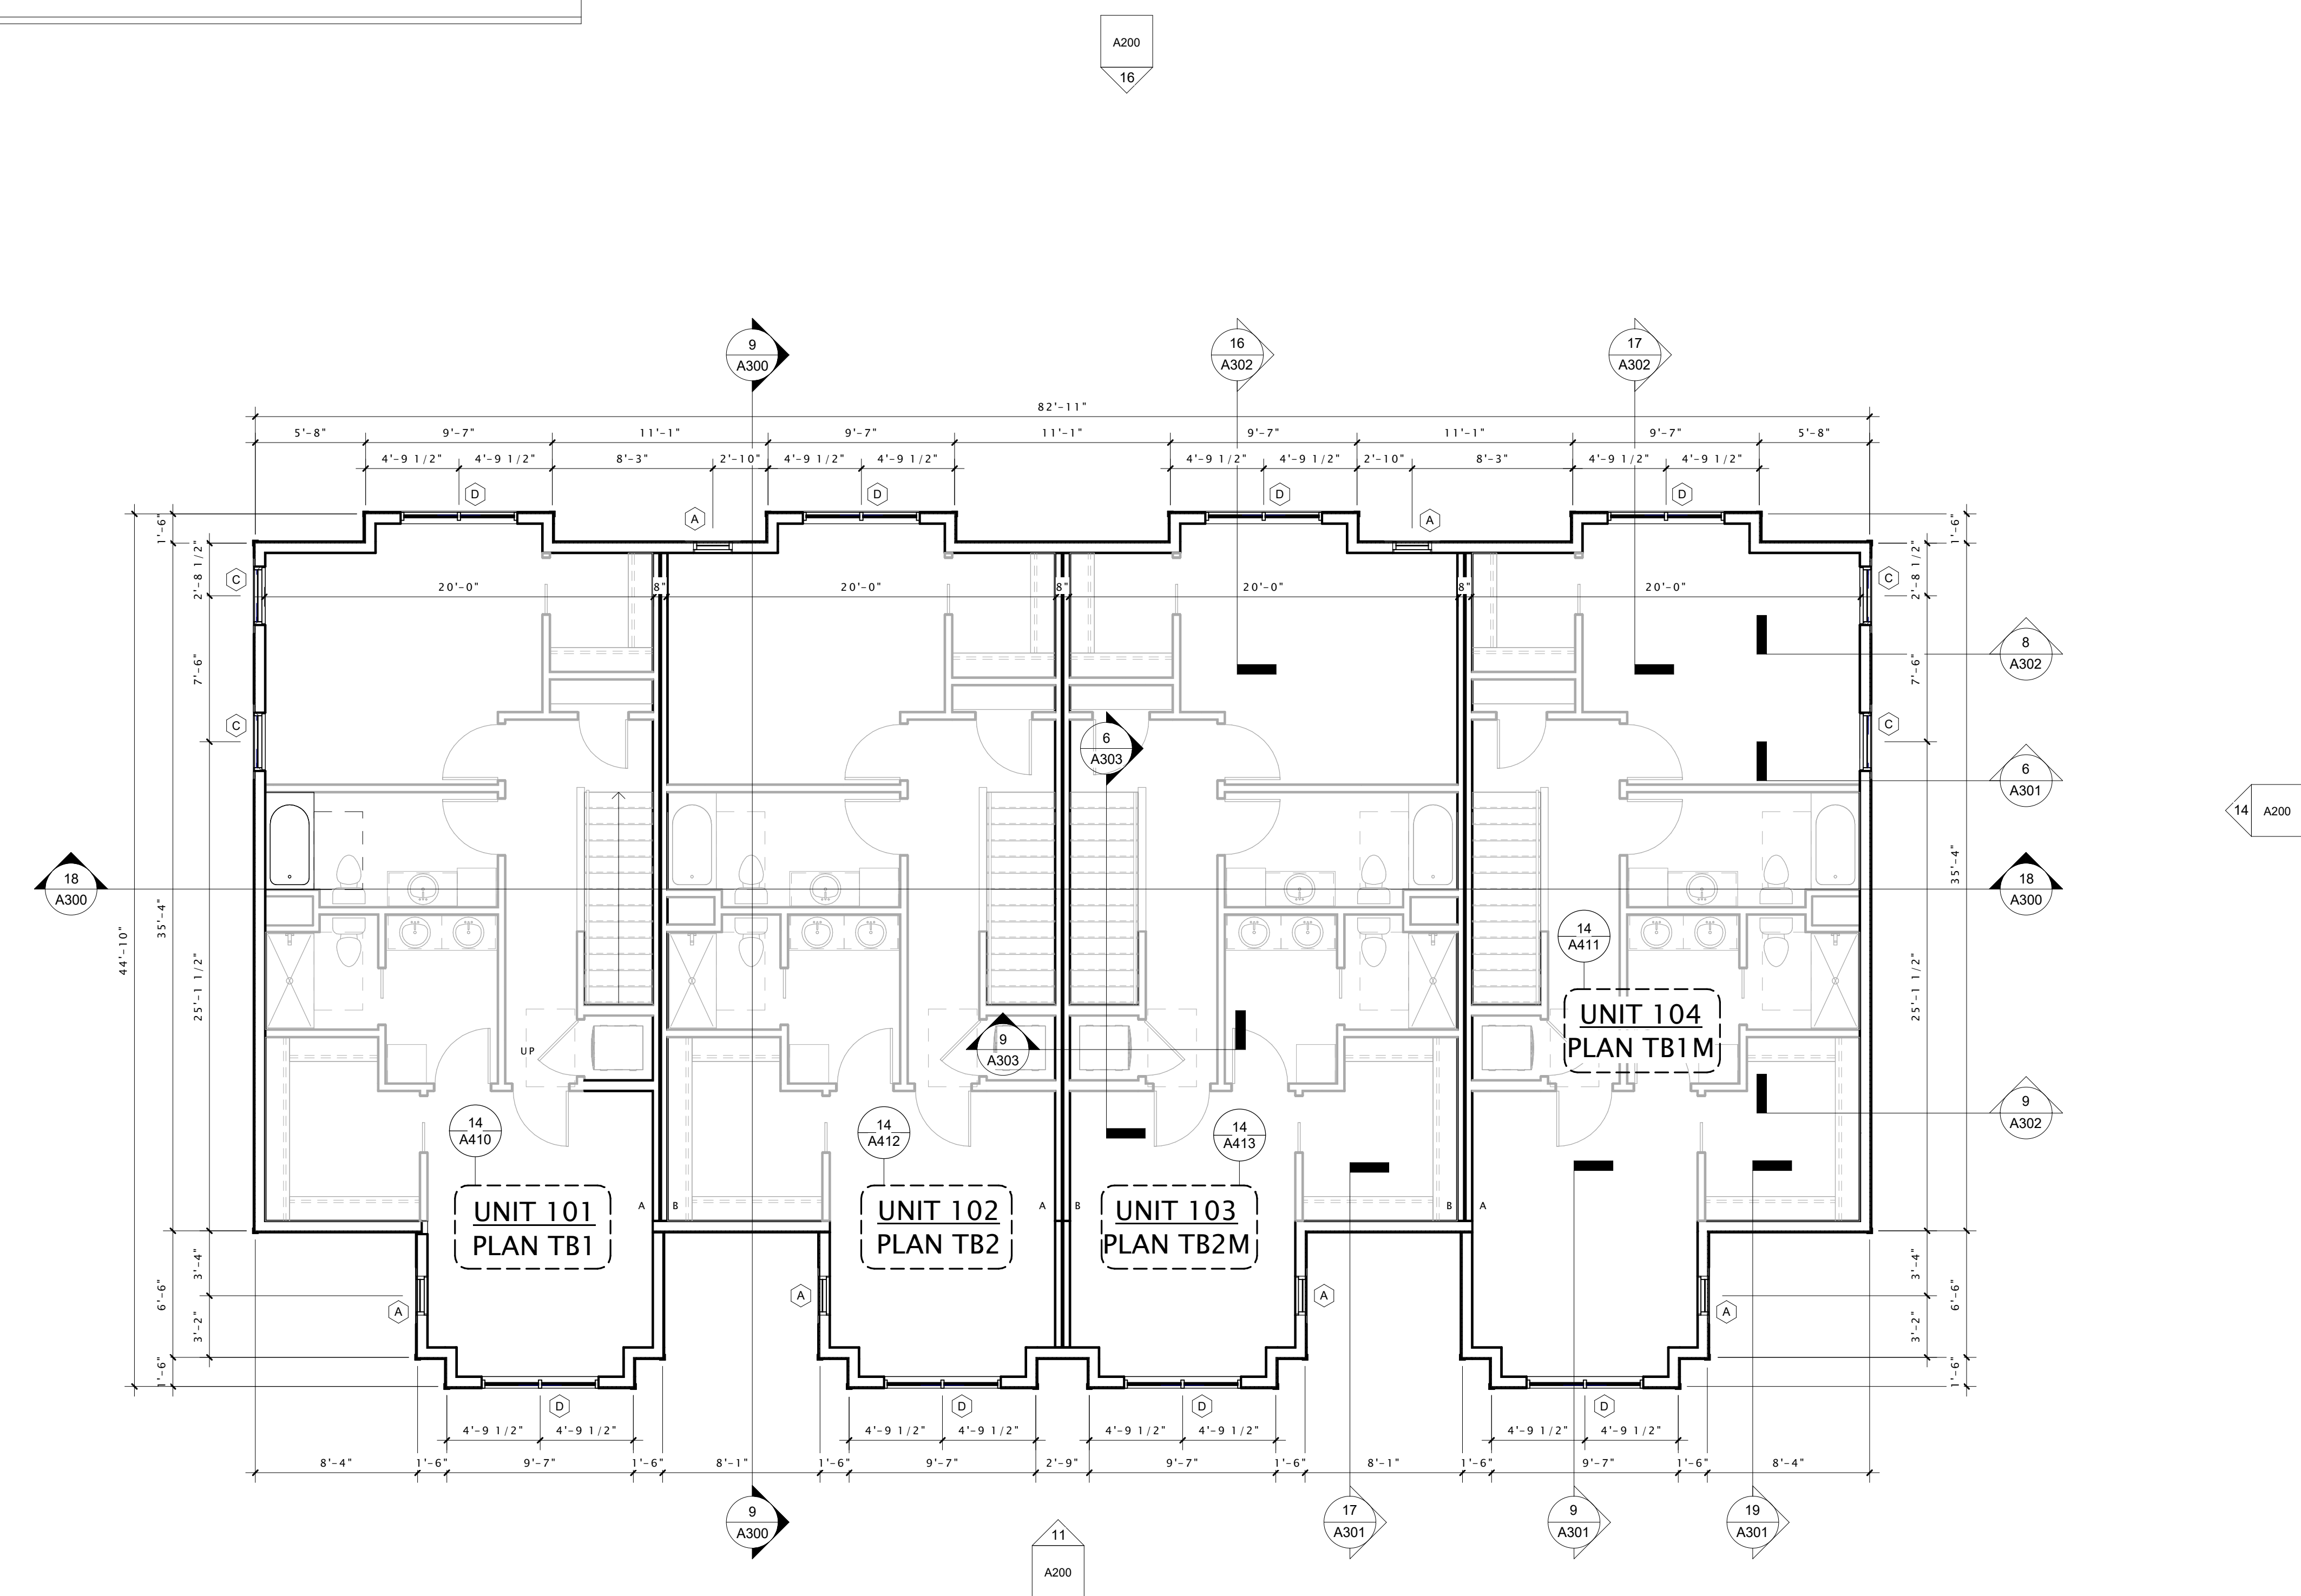 A200
16
9
A300
16
A302
17
A302
82'-11"
5'-8" 9'-7" 11'-1" 9'-7" 11'-1" 9'-7" 11'-1" 9'-7" 5'-8"
4'-9 1/2" 4'-9 1/2" 8'-3" 2'-10" 4'-9 1/2" 4'-9 1/2" 4'-9 1/2" 4'-9 1/2" 2'-10" 8'-3" 4'-9 1/2" 4'-9 1/2"
D D D D
A A
1'-6" 1'-6"
2'-8 1/2" 2'-8 1/2"
C C
20'-0" 8" 20'-0" 8" 20'-0" 8" 20'-0"
7'-6" 7'-6"
8
A302
C C
6
A303
6
A301
14 A200
18
A300
18
A300
44'-10"
35'-4" 35'-4"
25'-1 1/2" 25'-1 1/2"
14
A411
UNIT 104
PLAN TB1M
UP
9
A303
9
A302
14
A410
14
A412
14
A413
UNIT 101
PLAN TB1
UNIT 102
PLAN TB2
UNIT 103
PLAN TB2M
A B A B B A
3'-4" 3'-4"
6'-6" 6'-6"
A A A A
3'-2" 3'-2"
1'-6" 1'-6"
D D D D
4'-9 1/2" 4'-9 1/2" 4'-9 1/2" 4'-9 1/2" 4'-9 1/2" 4'-9 1/2" 4'-9 1/2" 4'-9 1/2"
8'-4" 1'-6" 9'-7" 1'-6" 8'-1" 1'-6" 9'-7" 2'-9" 9'-7" 1'-6" 8'-1" 1'-6" 9'-7" 1'-6" 8'-4"
9
A300
11
A200
17
A301
9
A301
19
A301